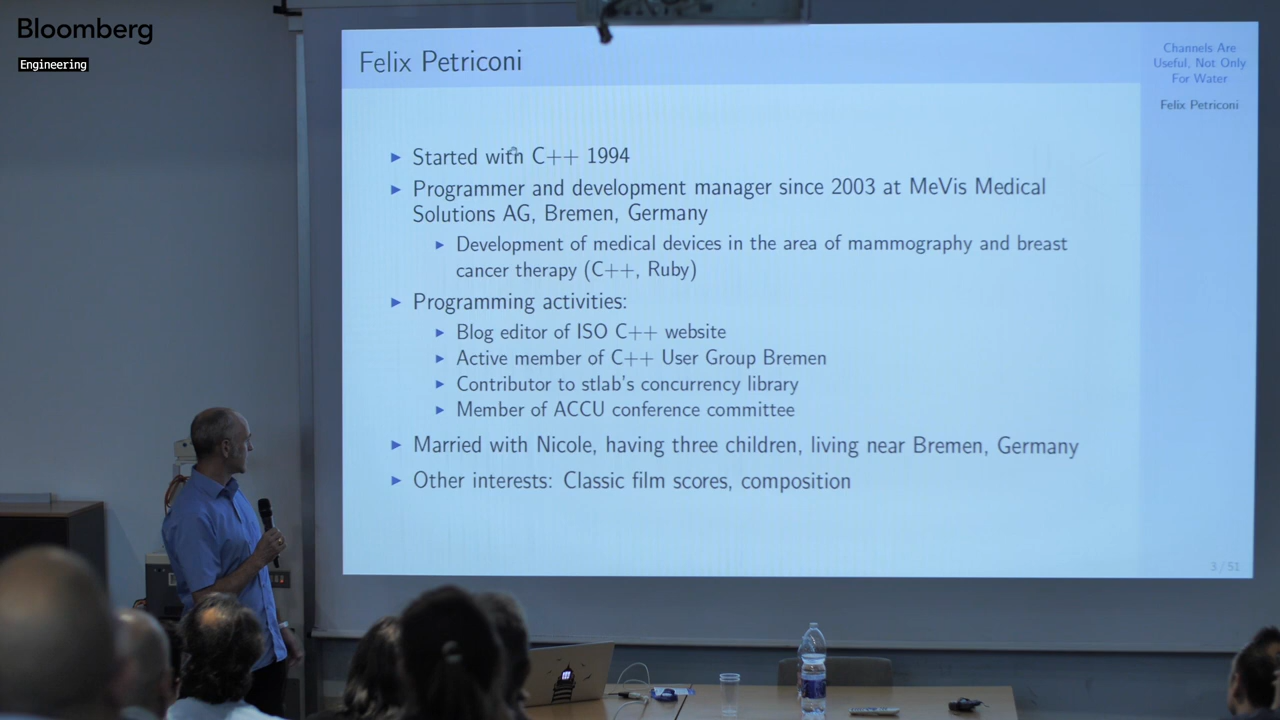 Bloomberg
Engineering
Felix Petriconi
Channels Are
Useful, Not Only
For Water
Felix Petriconi
► Started with C++ 1994
► Programmer and development manager since 2003 at MeVis Medical
Solutions AG, Bremen, Germany
► Development of medical devices in the area of mammography and breast
cancer therapy (C++, Ruby)
► Programming activities:
► Blog editor of ISO C++ website
► Active member of C++ User Group Bremen
► Contributor to stlab's concurrency library
► Member of ACCU conference committee
► Married with Nicole, having three children, living near Bremen, Germany
► Other interests: Classic film scores, composition
3 / 51